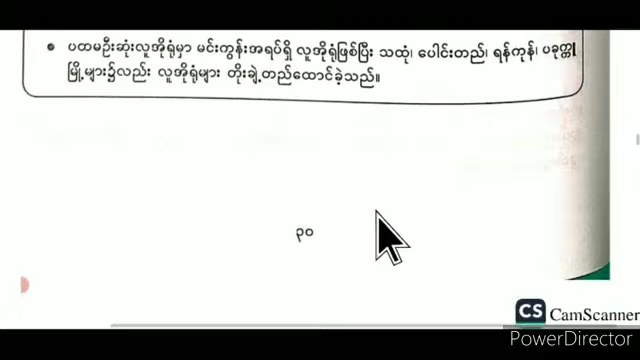 • ပထမဦးဆုံးလူအိုရုံမှာ မင်းကွန်းအရပ်ရှိ လူအိုရုံဖြစ်ပြီး သထုံ၊ ပေါင်းတည်၊ ရန်ကုန်၊ ပခုက္ကူ
မြို့များ၌လည်း လူအိုရုံများ တိုးချဲ့တည်ထောင်ခဲ့သည်။
၃၀
CS CamScanner
PowerDirector